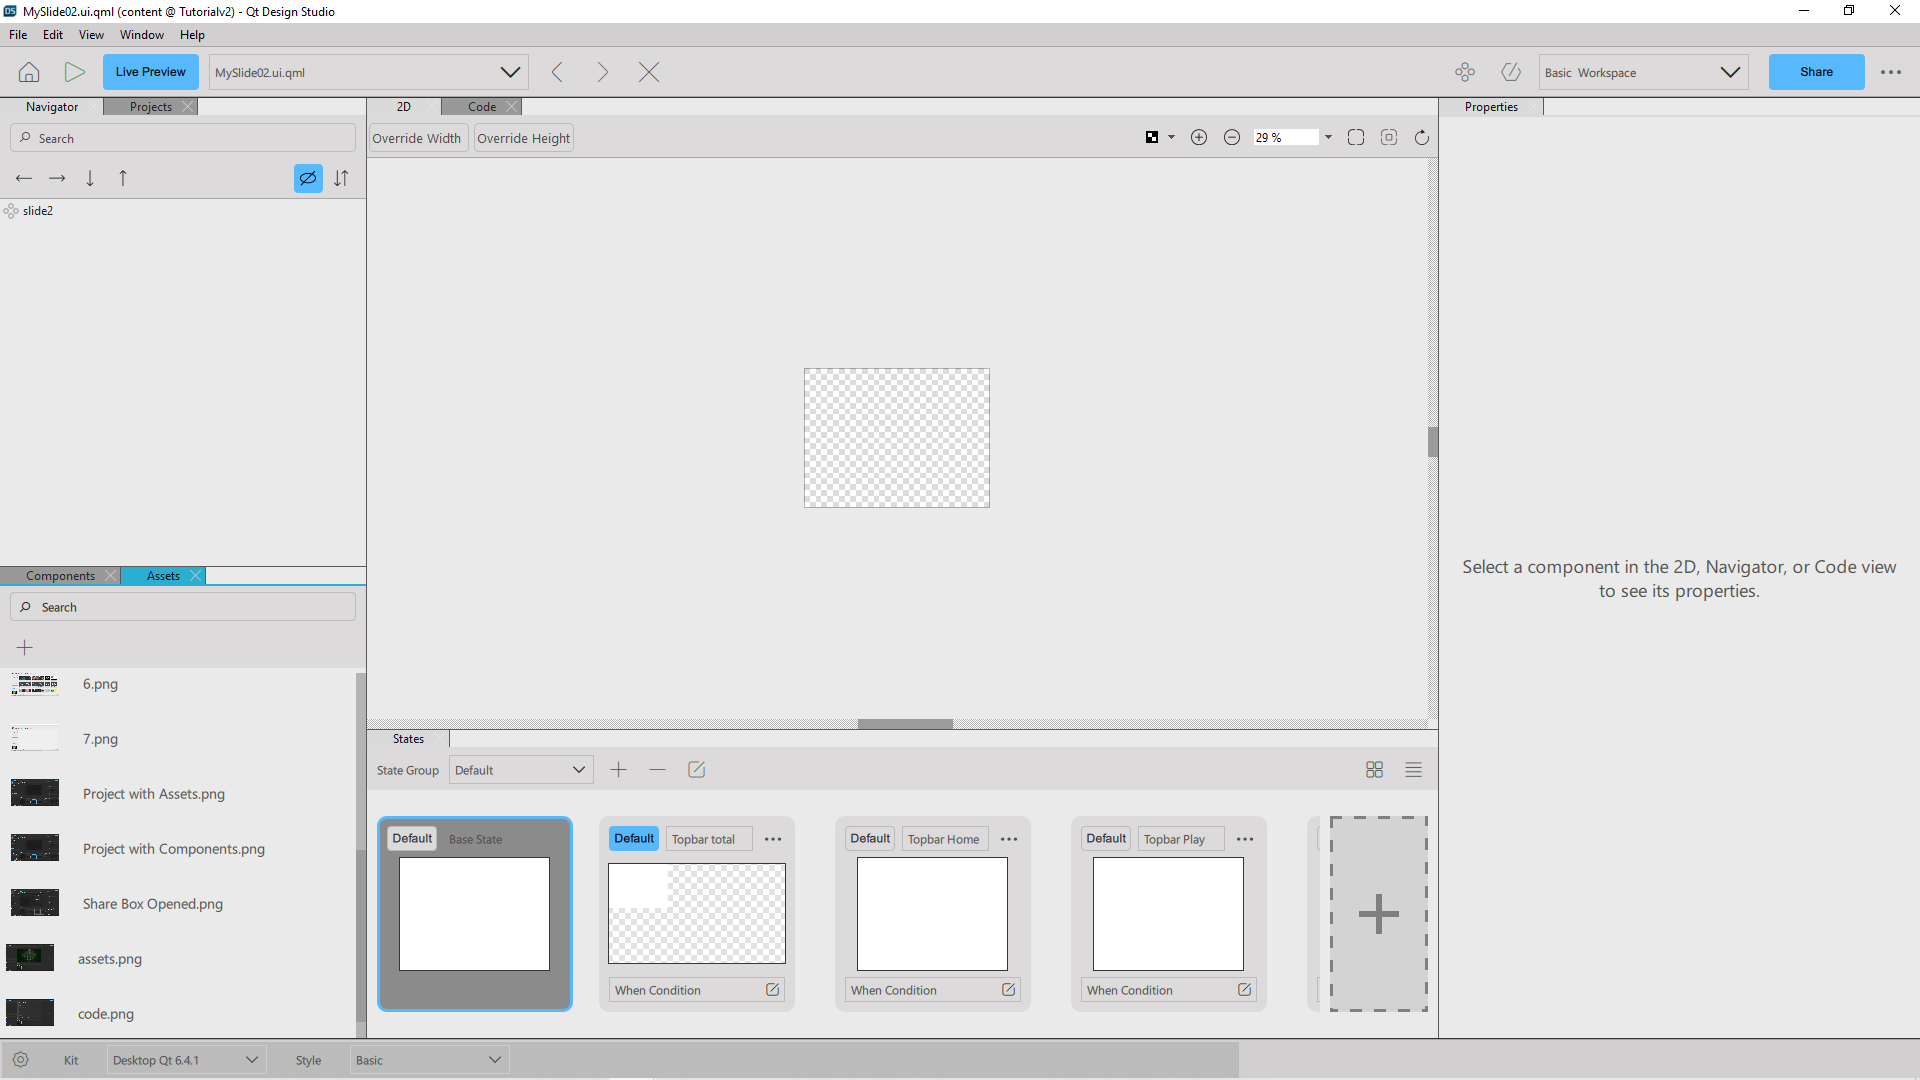 MySlide02.ui.qml (content @ Tutorialv2) - Qt Design Studio
File Edit View Window Help
Live Preview MySlide02.ui.qml Basic Workspace Share
Navigator Projects 2D Code Properties
Search Override Width Override Height 29 %
slide2
Select a component in the 2D, Navigator, or Code view
to see its properties.
Components Assets
Search
6.png
7.png
Project with Assets.png
Project with Components.png
Share Box Opened.png
assets.png
code.png
States
State Group Default
Default Base State
Default Topbar total
When Condition
Default Topbar Home
When Condition
Default Topbar Play
When Condition
Kit Desktop Qt 6.4.1 Style Basic